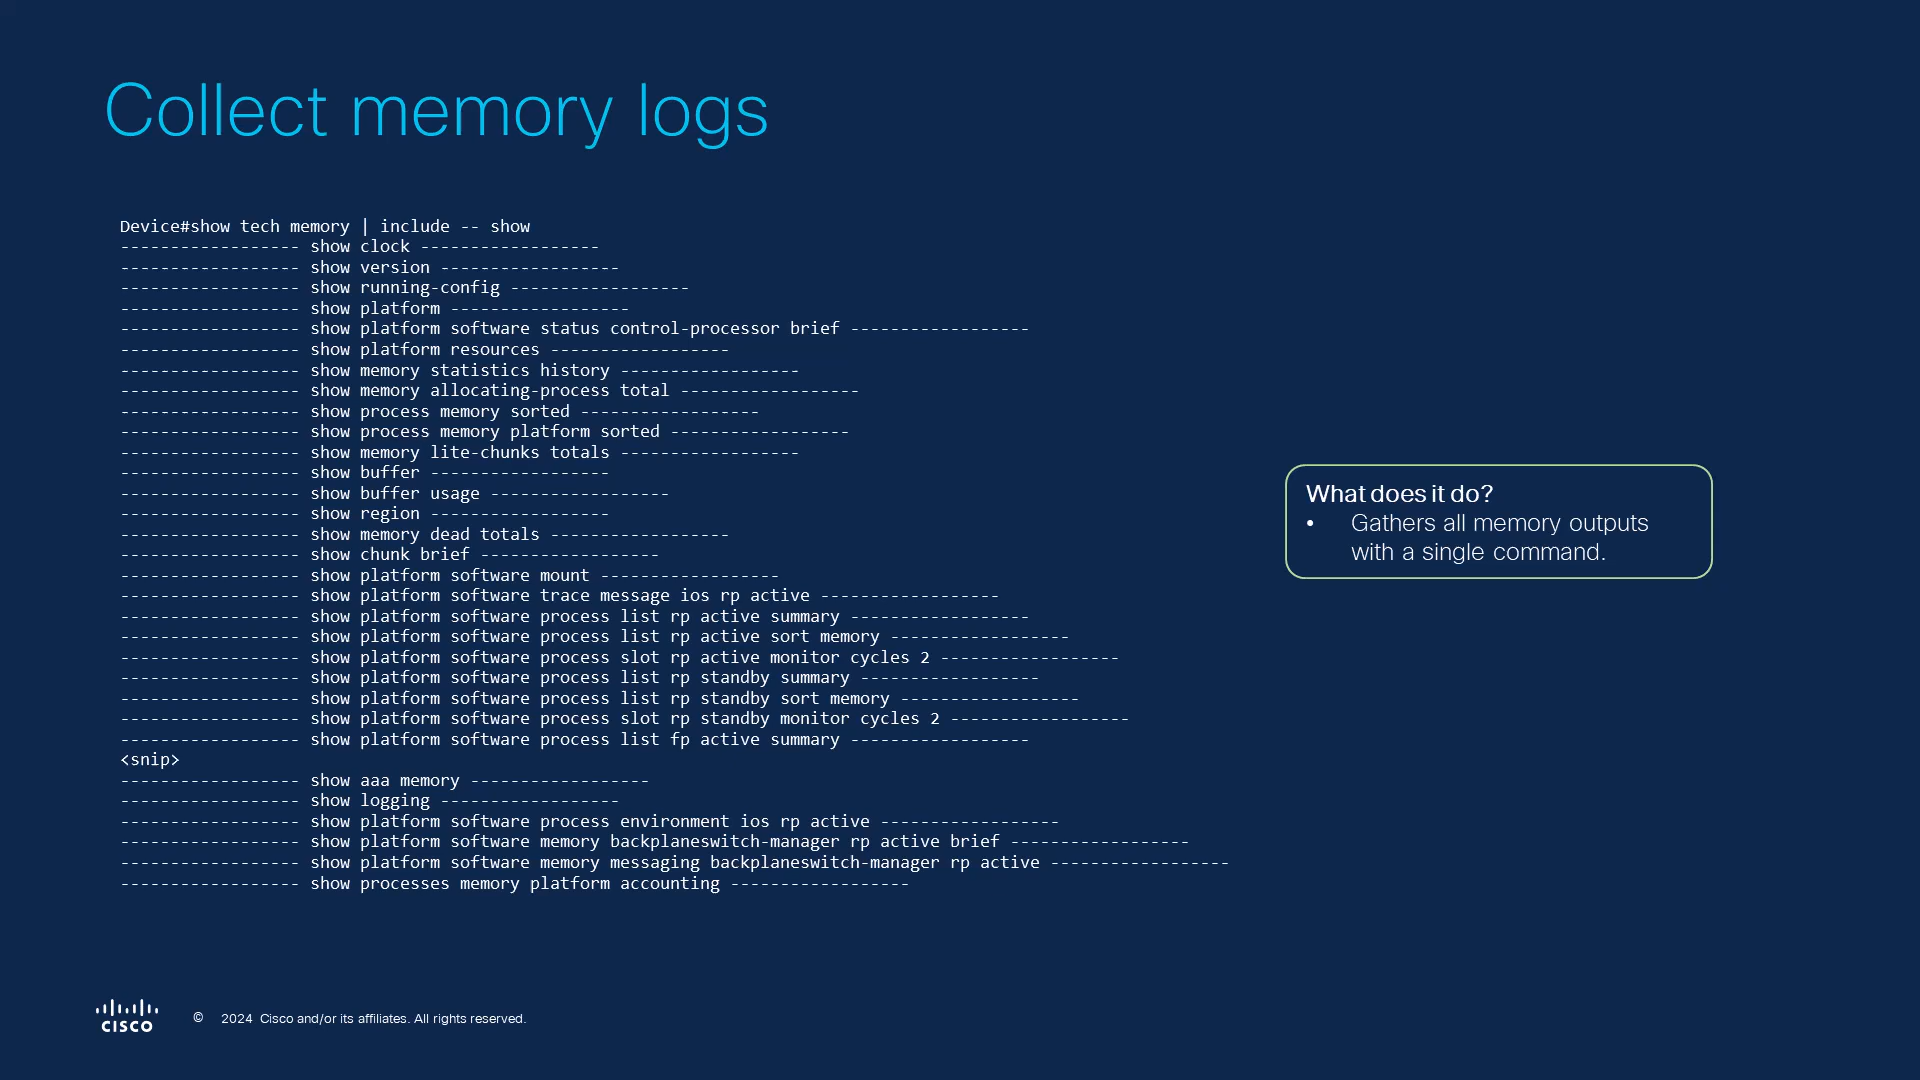 Collect memory logs
Device#show tech memory | include -- show
------------------ show clock ------------------
------------------ show version ------------------
------------------ show running-config ------------------
------------------ show platform ------------------
------------------ show platform software status control-processor brief ------------------
------------------ show platform resources ------------------
------------------ show memory statistics history ------------------
------------------ show memory allocating-process total ------------------
------------------ show process memory sorted ------------------
------------------ show process memory platform sorted ------------------
------------------ show memory lite-chunks totals ------------------
------------------ show buffer ------------------
------------------ show buffer usage ------------------
------------------ show region ------------------
------------------ show memory dead totals ------------------
------------------ show chunk brief ------------------
------------------ show platform software mount ------------------
------------------ show platform software trace message ios rp active ------------------
------------------ show platform software process list rp active summary ------------------
------------------ show platform software process list rp active sort memory ------------------
------------------ show platform software process slot rp active monitor cycles 2 ------------------
------------------ show platform software process list rp standby summary ------------------
------------------ show platform software process list rp standby sort memory ------------------
------------------ show platform software process slot rp standby monitor cycles 2 ------------------
------------------ show platform software process list fp active summary ------------------
<snip>
------------------ show aaa memory ------------------
------------------ show logging ------------------
------------------ show platform software process environment ios rp active ------------------
------------------ show platform software memory backplaneswitch-manager rp active brief ------------------
------------------ show platform software memory messaging backplaneswitch-manager rp active ------------------
------------------ show processes memory platform accounting ------------------
What does it do?
• Gathers all memory outputs
with a single command.
CISCO
© 2024 Cisco and/or its affiliates. All rights reserved.